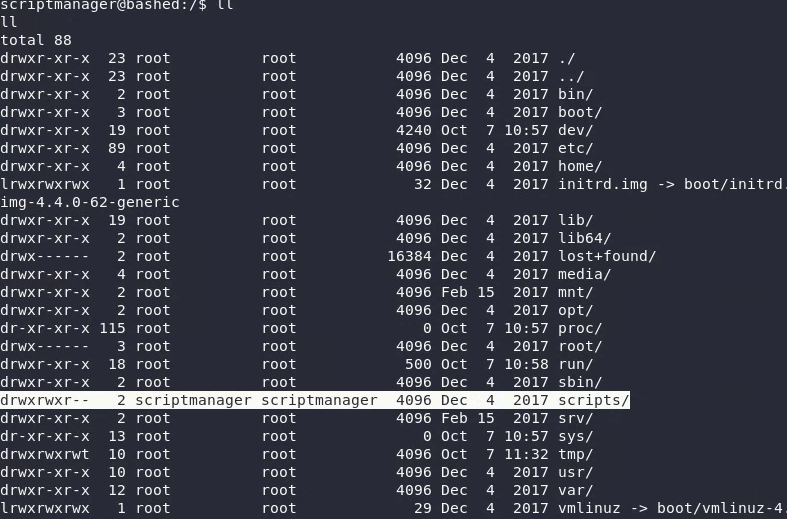 scriptmanager@bashed:/$ ll
ll
total 88
drwxr-xr-x  23 root          root           4096 Dec  4  2017 ./
drwxr-xr-x  23 root          root           4096 Dec  4  2017 ../
drwxr-xr-x   2 root          root           4096 Dec  4  2017 bin/
drwxr-xr-x   3 root          root           4096 Dec  4  2017 boot/
drwxr-xr-x  19 root          root           4240 Oct  7 10:57 dev/
drwxr-xr-x  89 root          root           4096 Dec  4  2017 etc/
drwxr-xr-x   4 root          root           4096 Dec  4  2017 home/
lrwxrwxrwx   1 root          root             32 Dec  4  2017 initrd.img -> boot/initrd.
img-4.4.0-62-generic
drwxr-xr-x  19 root          root           4096 Dec  4  2017 lib/
drwxr-xr-x   2 root          root           4096 Dec  4  2017 lib64/
drwx------   2 root          root          16384 Dec  4  2017 lost+found/
drwxr-xr-x   4 root          root           4096 Dec  4  2017 media/
drwxr-xr-x   2 root          root           4096 Feb 15  2017 mnt/
drwxr-xr-x   2 root          root           4096 Dec  4  2017 opt/
dr-xr-xr-x 115 root          root              0 Oct  7 10:57 proc/
drwx------   3 root          root           4096 Dec  4  2017 root/
drwxr-xr-x  18 root          root            500 Oct  7 10:58 run/
drwxr-xr-x   2 root          root           4096 Dec  4  2017 sbin/
drwxrwxr--   2 scriptmanager scriptmanager  4096 Dec  4  2017 scripts/
drwxr-xr-x   2 root          root           4096 Feb 15  2017 srv/
dr-xr-xr-x  13 root          root              0 Oct  7 10:57 sys/
drwxrwxrwt  10 root          root           4096 Oct  7 11:32 tmp/
drwxr-xr-x  10 root          root           4096 Dec  4  2017 usr/
drwxr-xr-x  12 root          root           4096 Dec  4  2017 var/
lrwxrwxrwx   1 root          root             29 Dec  4  2017 vmlinuz -> boot/vmlinuz-4.